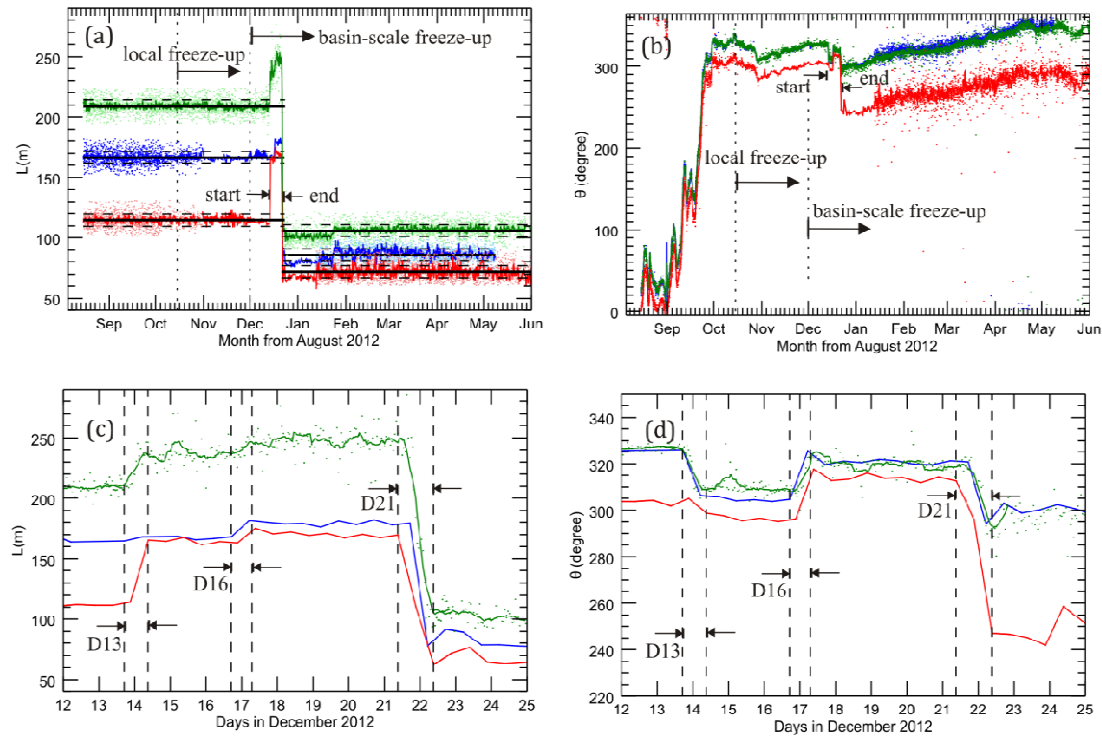 (a)
local freeze-up
basin-scale freeze-up
start
end
L(m)
250
200
150
100
50
Sep Oct Nov Dec Jan Feb Mar Apr May Jun
Month from August 2012
(b)
start
end
local freeze-up
basin-scale freeze-up
θ (degree)
300
200
100
0
Sep Oct Nov Dec Jan Feb Mar Apr May Jun
Month from August 2012
(c)
D21
D16
D13
L(m)
250
200
150
100
50
12 13 14 15 16 17 18 19 20 21 22 23 25
Days in December 2012
(d)
D21
D16
D13
θ (degree)
340
320
300
280
260
240
220
12 13 14 15 16 17 18 19 20 21 22 23 25
Days in December 2012